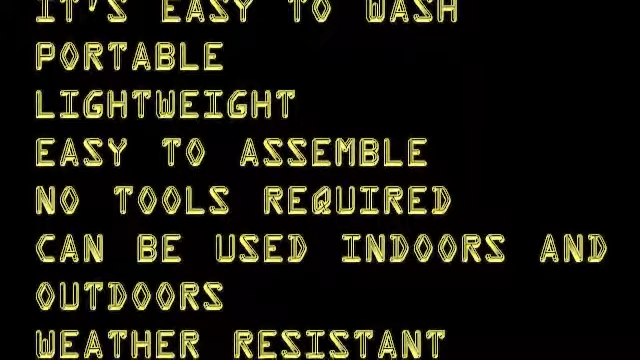 IT'S EASY TO WASH
PORTABLE
LIGHTWEIGHT
EASY TO ASSEMBLE
NO TOOLS REQUIRED
CAN BE USED INDOORS AND
OUTDOORS
WEATHER RESISTANT